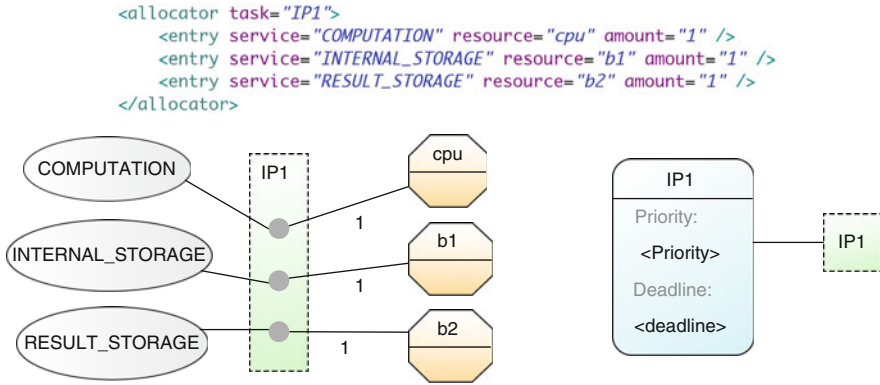 <allocator task="IP1">
<entry service="COMPUTATION" resource="cpu" amount="1" />
<entry service="INTERNAL_STORAGE" resource="b1" amount="1" />
<entry service="RESULT_STORAGE" resource="b2" amount="1" />
</allocator>
COMPUTATION
IP1
cpu
1
INTERNAL_STORAGE
b1
1
RESULT_STORAGE
b2
1
IP1
Priority:
<Priority>
Deadline:
<deadline>
IP1